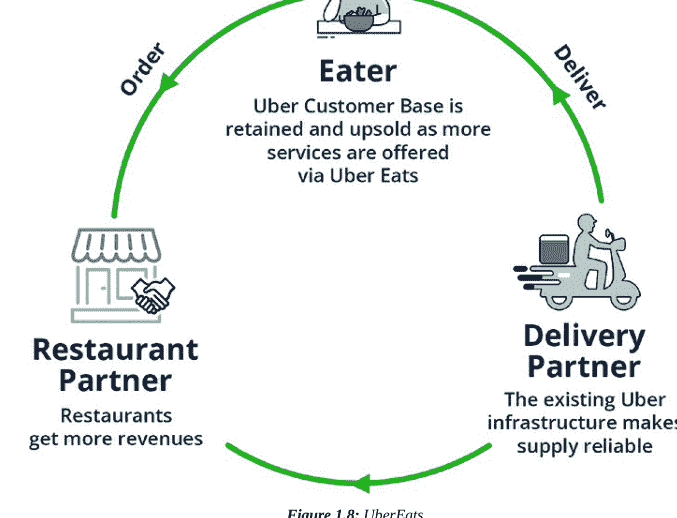 Order
Deliver
Eater
Uber Customer Base is
retained and upsold as more
services are offered
via Uber Eats
Restaurant
Partner
Restaurants
get more revenues
Delivery
Partner
The existing Uber
infrastructure makes
supply reliable
Figure 1.8: UberEats